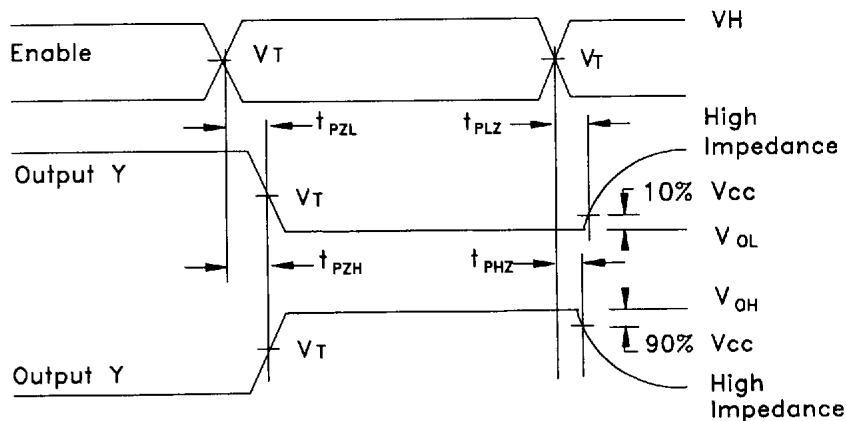 VH
Enable
VT
VT
tPZL
tPLZ
High
Impedance
Output Y
10% Vcc
VT
VOL
tPZH
tPHZ
VOH
VT
90% Vcc
Output Y
High
Impedance